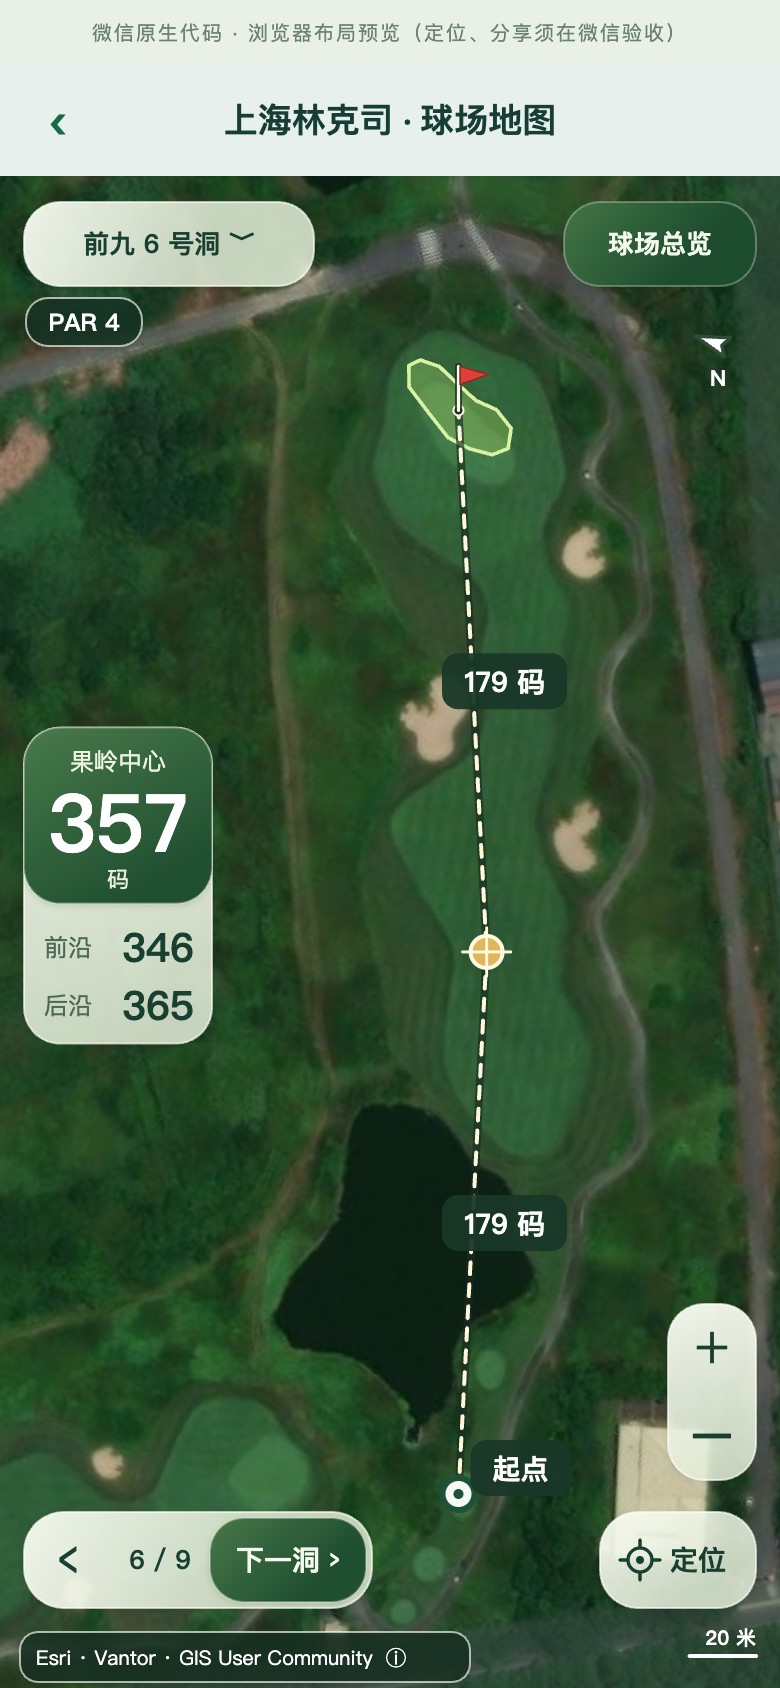 微信原生代码 · 浏览器布局预览（定位、分享须在微信验收）
‹ 上海林克司 · 球场地图
前九 6 号洞
球场总览
PAR 4
N
179 码
果岭中心
357
码
前沿 346
后沿 365
179 码
+
−
起点
< 6 / 9 下一洞 ›
定位
20 米
Esri · Vantor · GIS User Community ⓘ